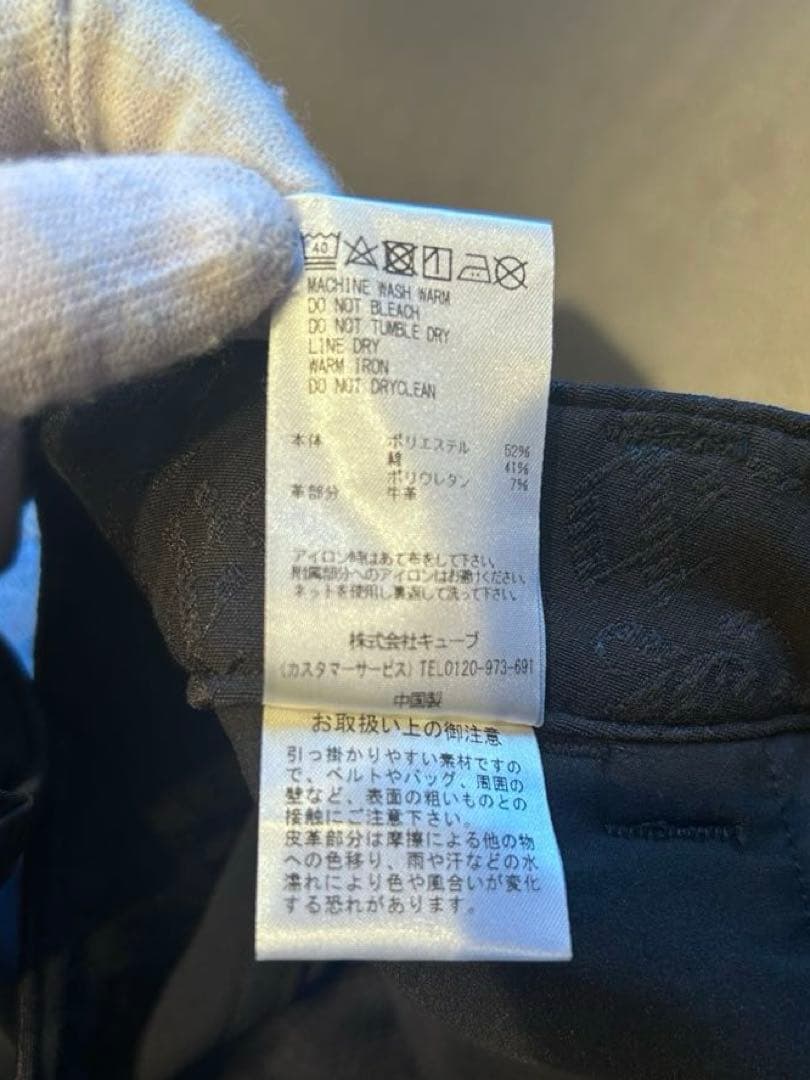 40
MACHINE WASH WARM
DO NOT BLEACH
DO NOT TUMBLE DRY
LINE DRY
WARM IRON
DO NOT DRYCLEAN
本体 ポリエステル 52%
綿 41%
ポリウレタン 7%
革部分 牛革
アイロン時はあて布をして下さい。
附属部分へのアイロンはお避けください。
ネットを使用し裏返して洗って下さい。
株式会社キューブ
(カスタマーサービス) TEL0120-973-691
中国製
お取扱い上の御注意
引っ掛かりやすい素材ですの
で、ベルトやバッグ、周囲の
壁など、表面の粗いものとの
接触にご注意下さい。
皮革部分は摩擦による他の物
への色移り、雨や汗などの水
濡れにより色や風合いが変化
する恐れがあります。